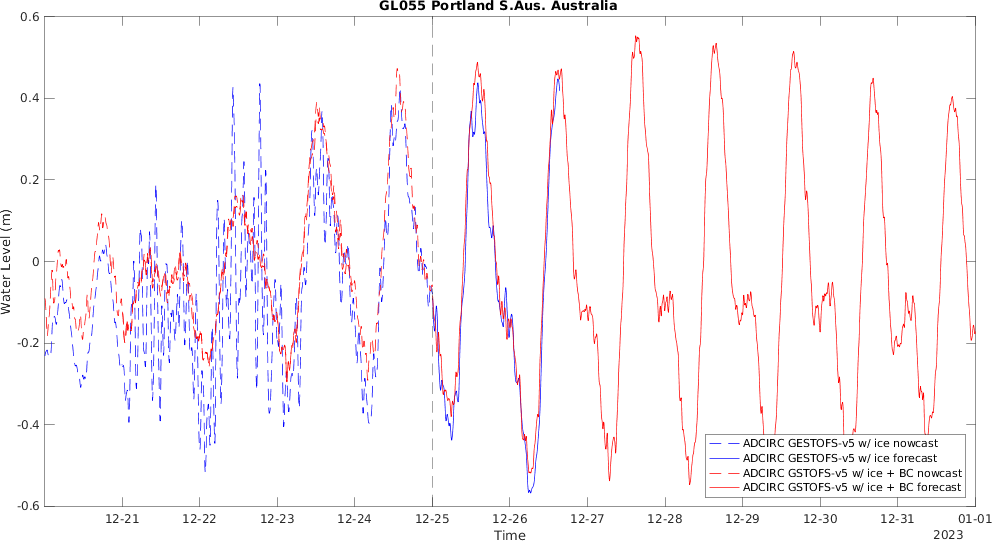 GL055 Portland S.Aus. Australia
0.6
0.4
0.2
0
-0.2
-0.4
-0.6
Water Level (m)
ADCIRC GESTOFS-v5 w/ ice nowcast
ADCIRC GESTOFS-v5 w/ ice forecast
ADCIRC GSTOFS-v5 w/ ice + BC nowcast
ADCIRC GSTOFS-v5 w/ ice + BC forecast
12-21 12-22 12-23 12-24 12-25 12-26 12-27 12-28 12-29 12-30 12-31 01-01
Time
2023